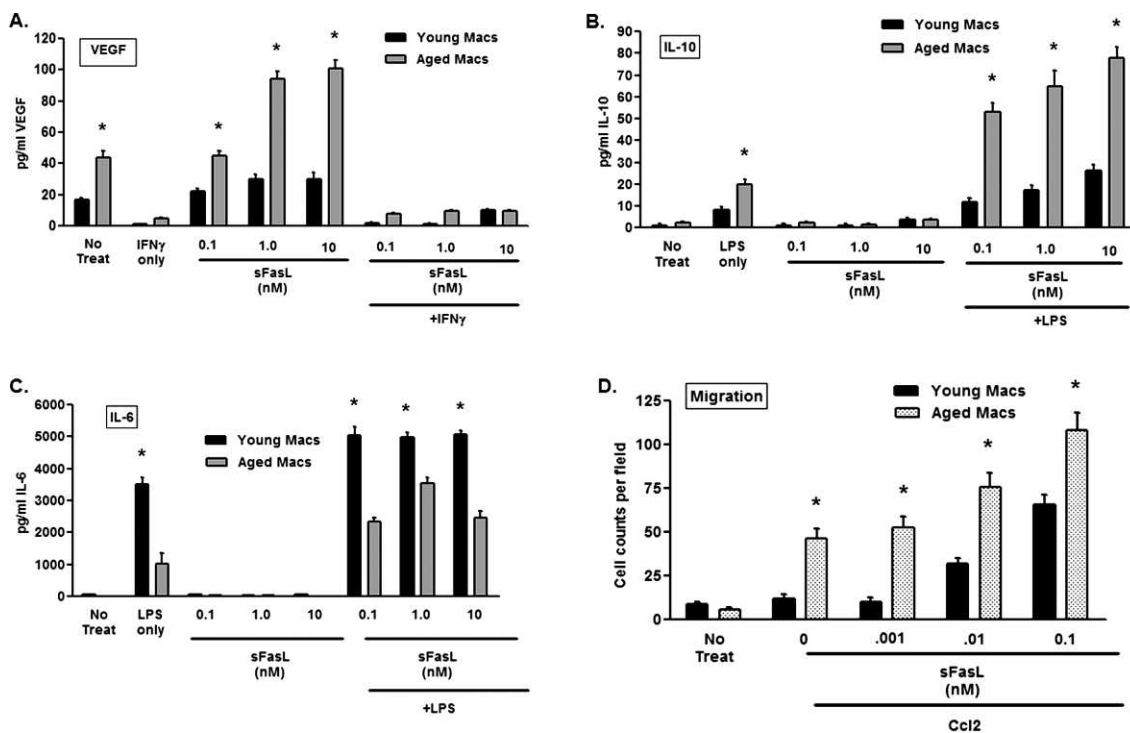 A.
VEGF
Young Macs
Aged Macs
pg/ml VEGF
120
100
80
60
40
20
0
*
*
*
*
No
Treat
IFNγ
only
0.1
1.0
10
0.1
1.0
10
sFasL
(nM)
sFasL
(nM)
+IFNγ
B.
IL-10
Young Macs
Aged Macs
pg/ml IL-10
90
80
70
60
50
40
30
20
10
0
*
*
*
*
No
Treat
LPS
only
0.1
1.0
10
0.1
1.0
10
sFasL
(nM)
sFasL
(nM)
+LPS
C.
IL-6
Young Macs
Aged Macs
pg/ml IL-6
6000
5000
4000
3000
2000
1000
0
*
*
*
*
No
Treat
LPS
only
0.1
1.0
10
0.1
1.0
10
sFasL
(nM)
sFasL
(nM)
+LPS
D.
Migration
Young Macs
Aged Macs
Cell counts per field
125
100
75
50
25
0
*
*
*
*
No
Treat
0
.001
.01
0.1
sFasL
(nM)
Ccl2